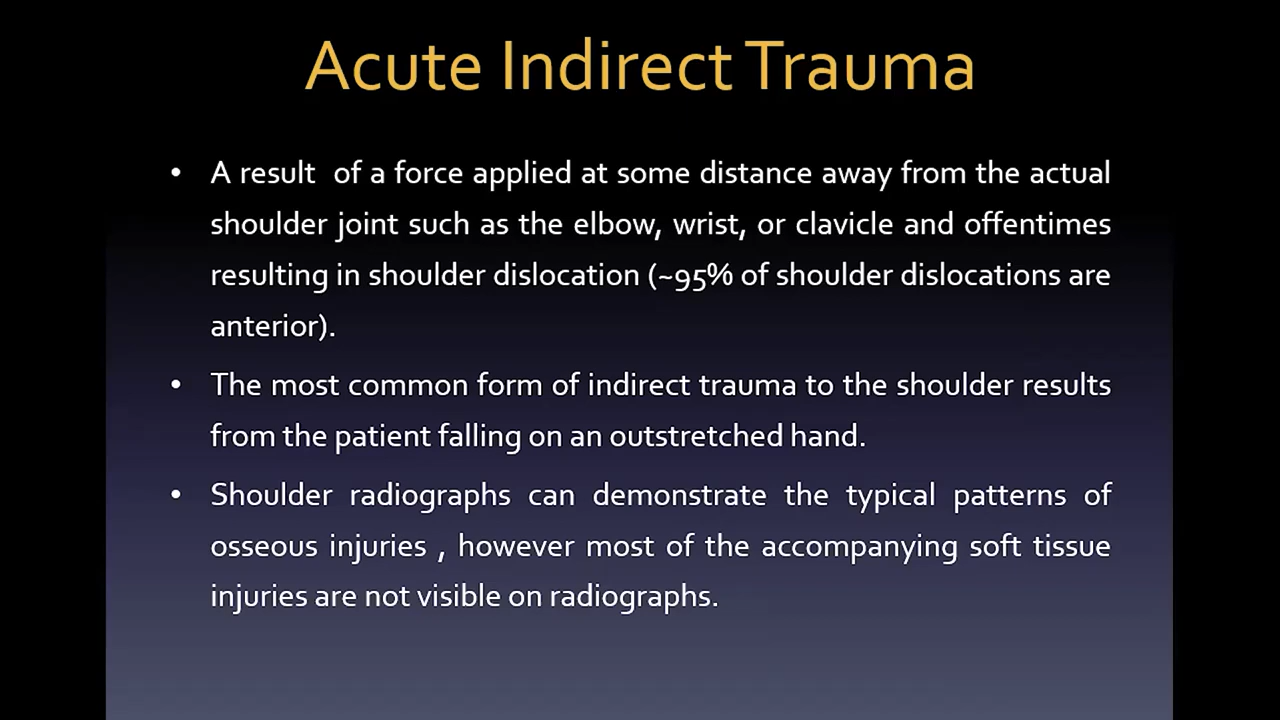 Acute Indirect Trauma
• A result of a force applied at some distance away from the actual
shoulder joint such as the elbow, wrist, or clavicle and offentimes
resulting in shoulder dislocation (~95% of shoulder dislocations are
anterior).
• The most common form of indirect trauma to the shoulder results
from the patient falling on an outstretched hand.
• Shoulder radiographs can demonstrate the typical patterns of
osseous injuries , however most of the accompanying soft tissue
injuries are not visible on radiographs.